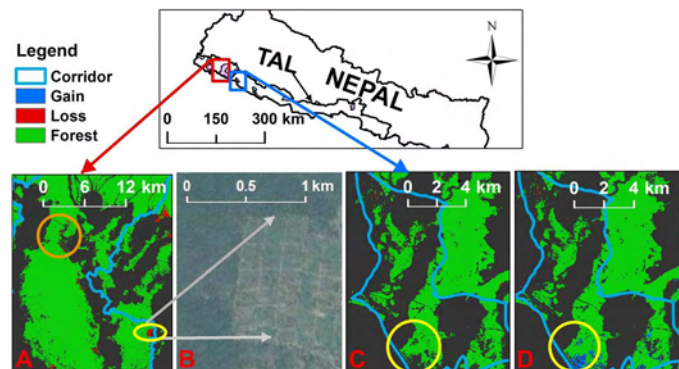 Legend
Corridor
Gain
Loss
Forest
N
TAL
NEPAL
0 150 300 km
0 6 12 km
A
0 0.5 1 km
B
0 2 4 km
C
0 2 4 km
D